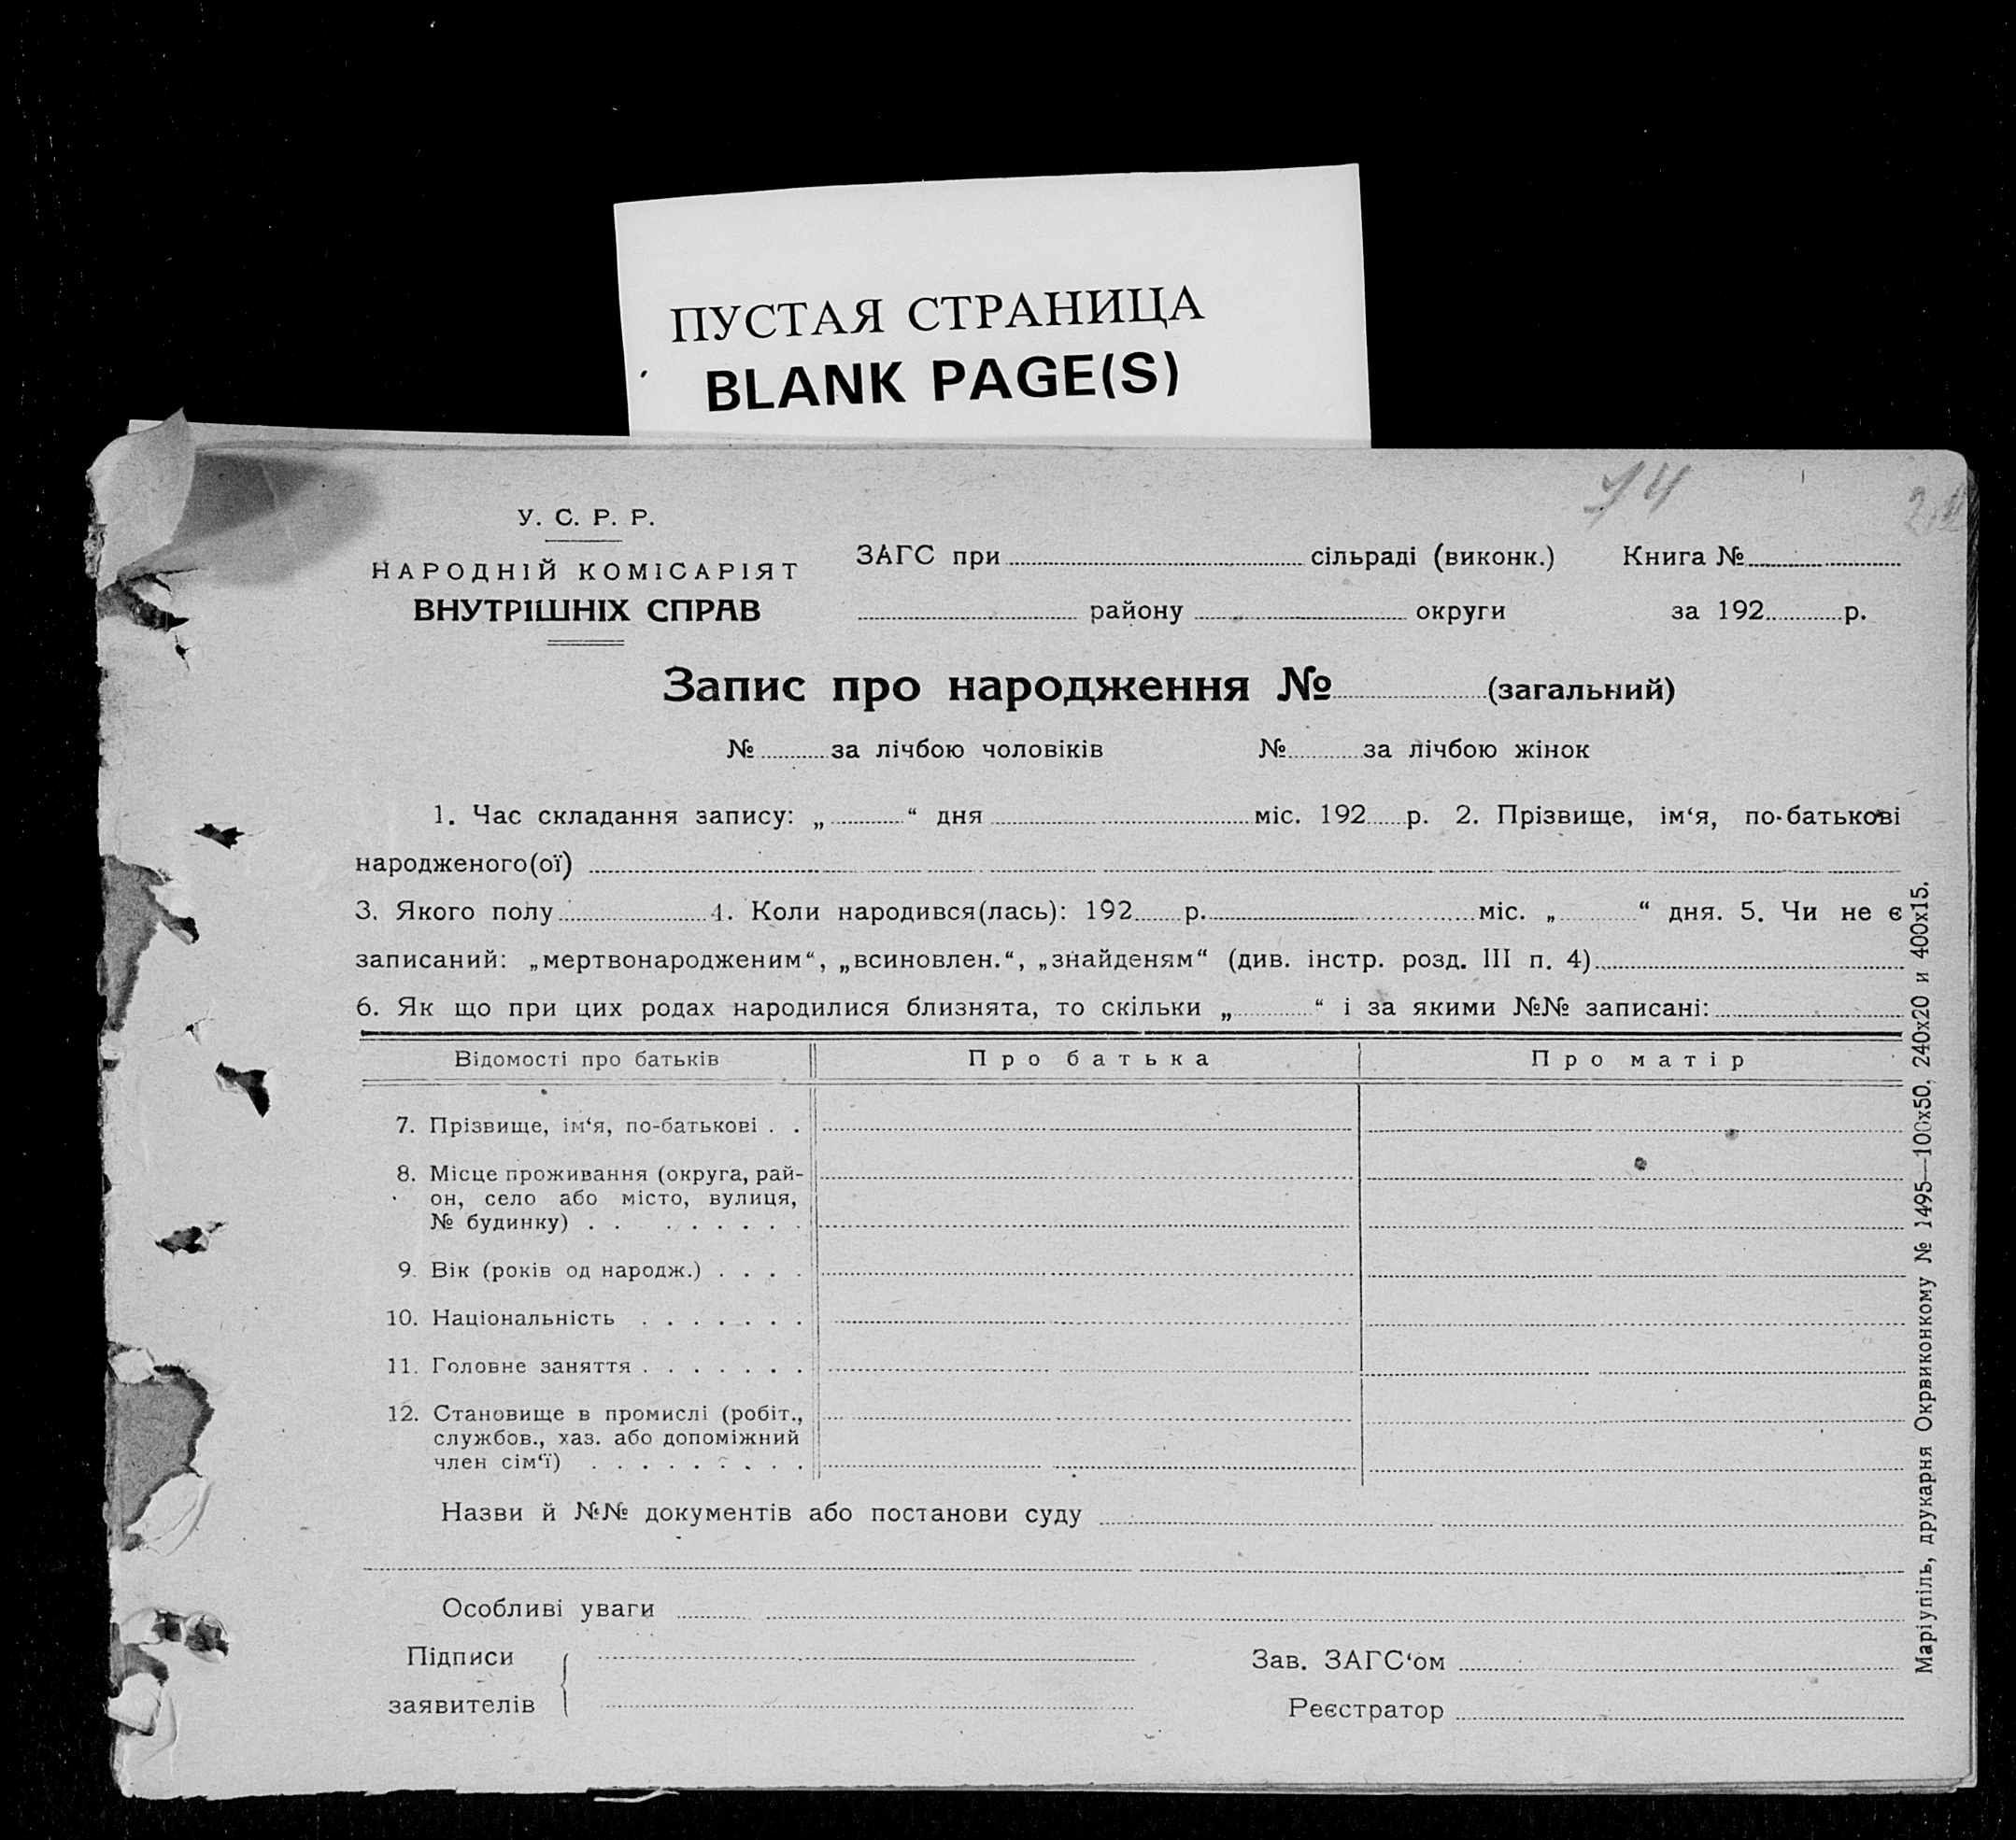 ПУСТАЯ СТРАНИЦА
BLANK PAGE(S)
У. С. Р. Р.
НАРОДНІЙ КОМІСАРІЯТ
ВНУТРІШНІХ СПРАВ
ЗАГС при сільраді (виконк.) Книга №
району округи за 192 р.
Запис про народження № (загальний)
№ за лічбою чоловіків № за лічбою жінок
1. Час складання запису: „ “ дня міс. 192 р. 2. Прізвище, ім‘я, по-батькові
народженого(ої)
3. Якого полу 4. Коли народився(лась): 192 р. міс. „ “ дня. 5. Чи не є
записаний: „мертвонародженим“, „всиновлен.“, „знайденям“ (див. інстр. розд. III п. 4)
6. Як що при цих родах народилися близнята, то скільки „ “ і за якими №№ записані:
Відомості про батьків Про батька Про матір
7. Прізвище, ім‘я, по-батькові . .
8. Місце проживання (округа, рай-
он, село або місто, вулиця,
№ будинку) . . . . . . . .
9. Вік (років од народж.) . . . .
10. Національність . . . . . . .
11. Головне заняття . . . . . . .
12. Становище в промислі (робіт.,
службов., хаз. або допоміжний
член сім‘ї) . . . . . . . . .
Назви й №№ документів або постанови суду
Особливі уваги
Підписи
заявителів
Зав. ЗАГС‘ом
Реєстратор
Маріупіль, друкарня Окрвиконкому № 1495—100х50, 240х20 и 400х15.